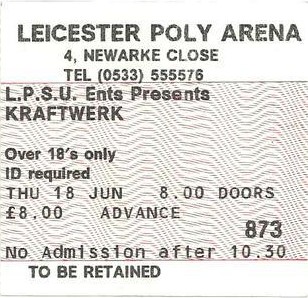 LEICESTER POLY ARENA
4, NEWARKE CLOSE
TEL (0533) 555576
L.P.S.U. Ents Presents
KRAFTWERK
Over 18's only
ID required
THU 18 JUN 8.00 DOORS
£8.00 ADVANCE
873
No Admission after 10.30
TO BE RETAINED